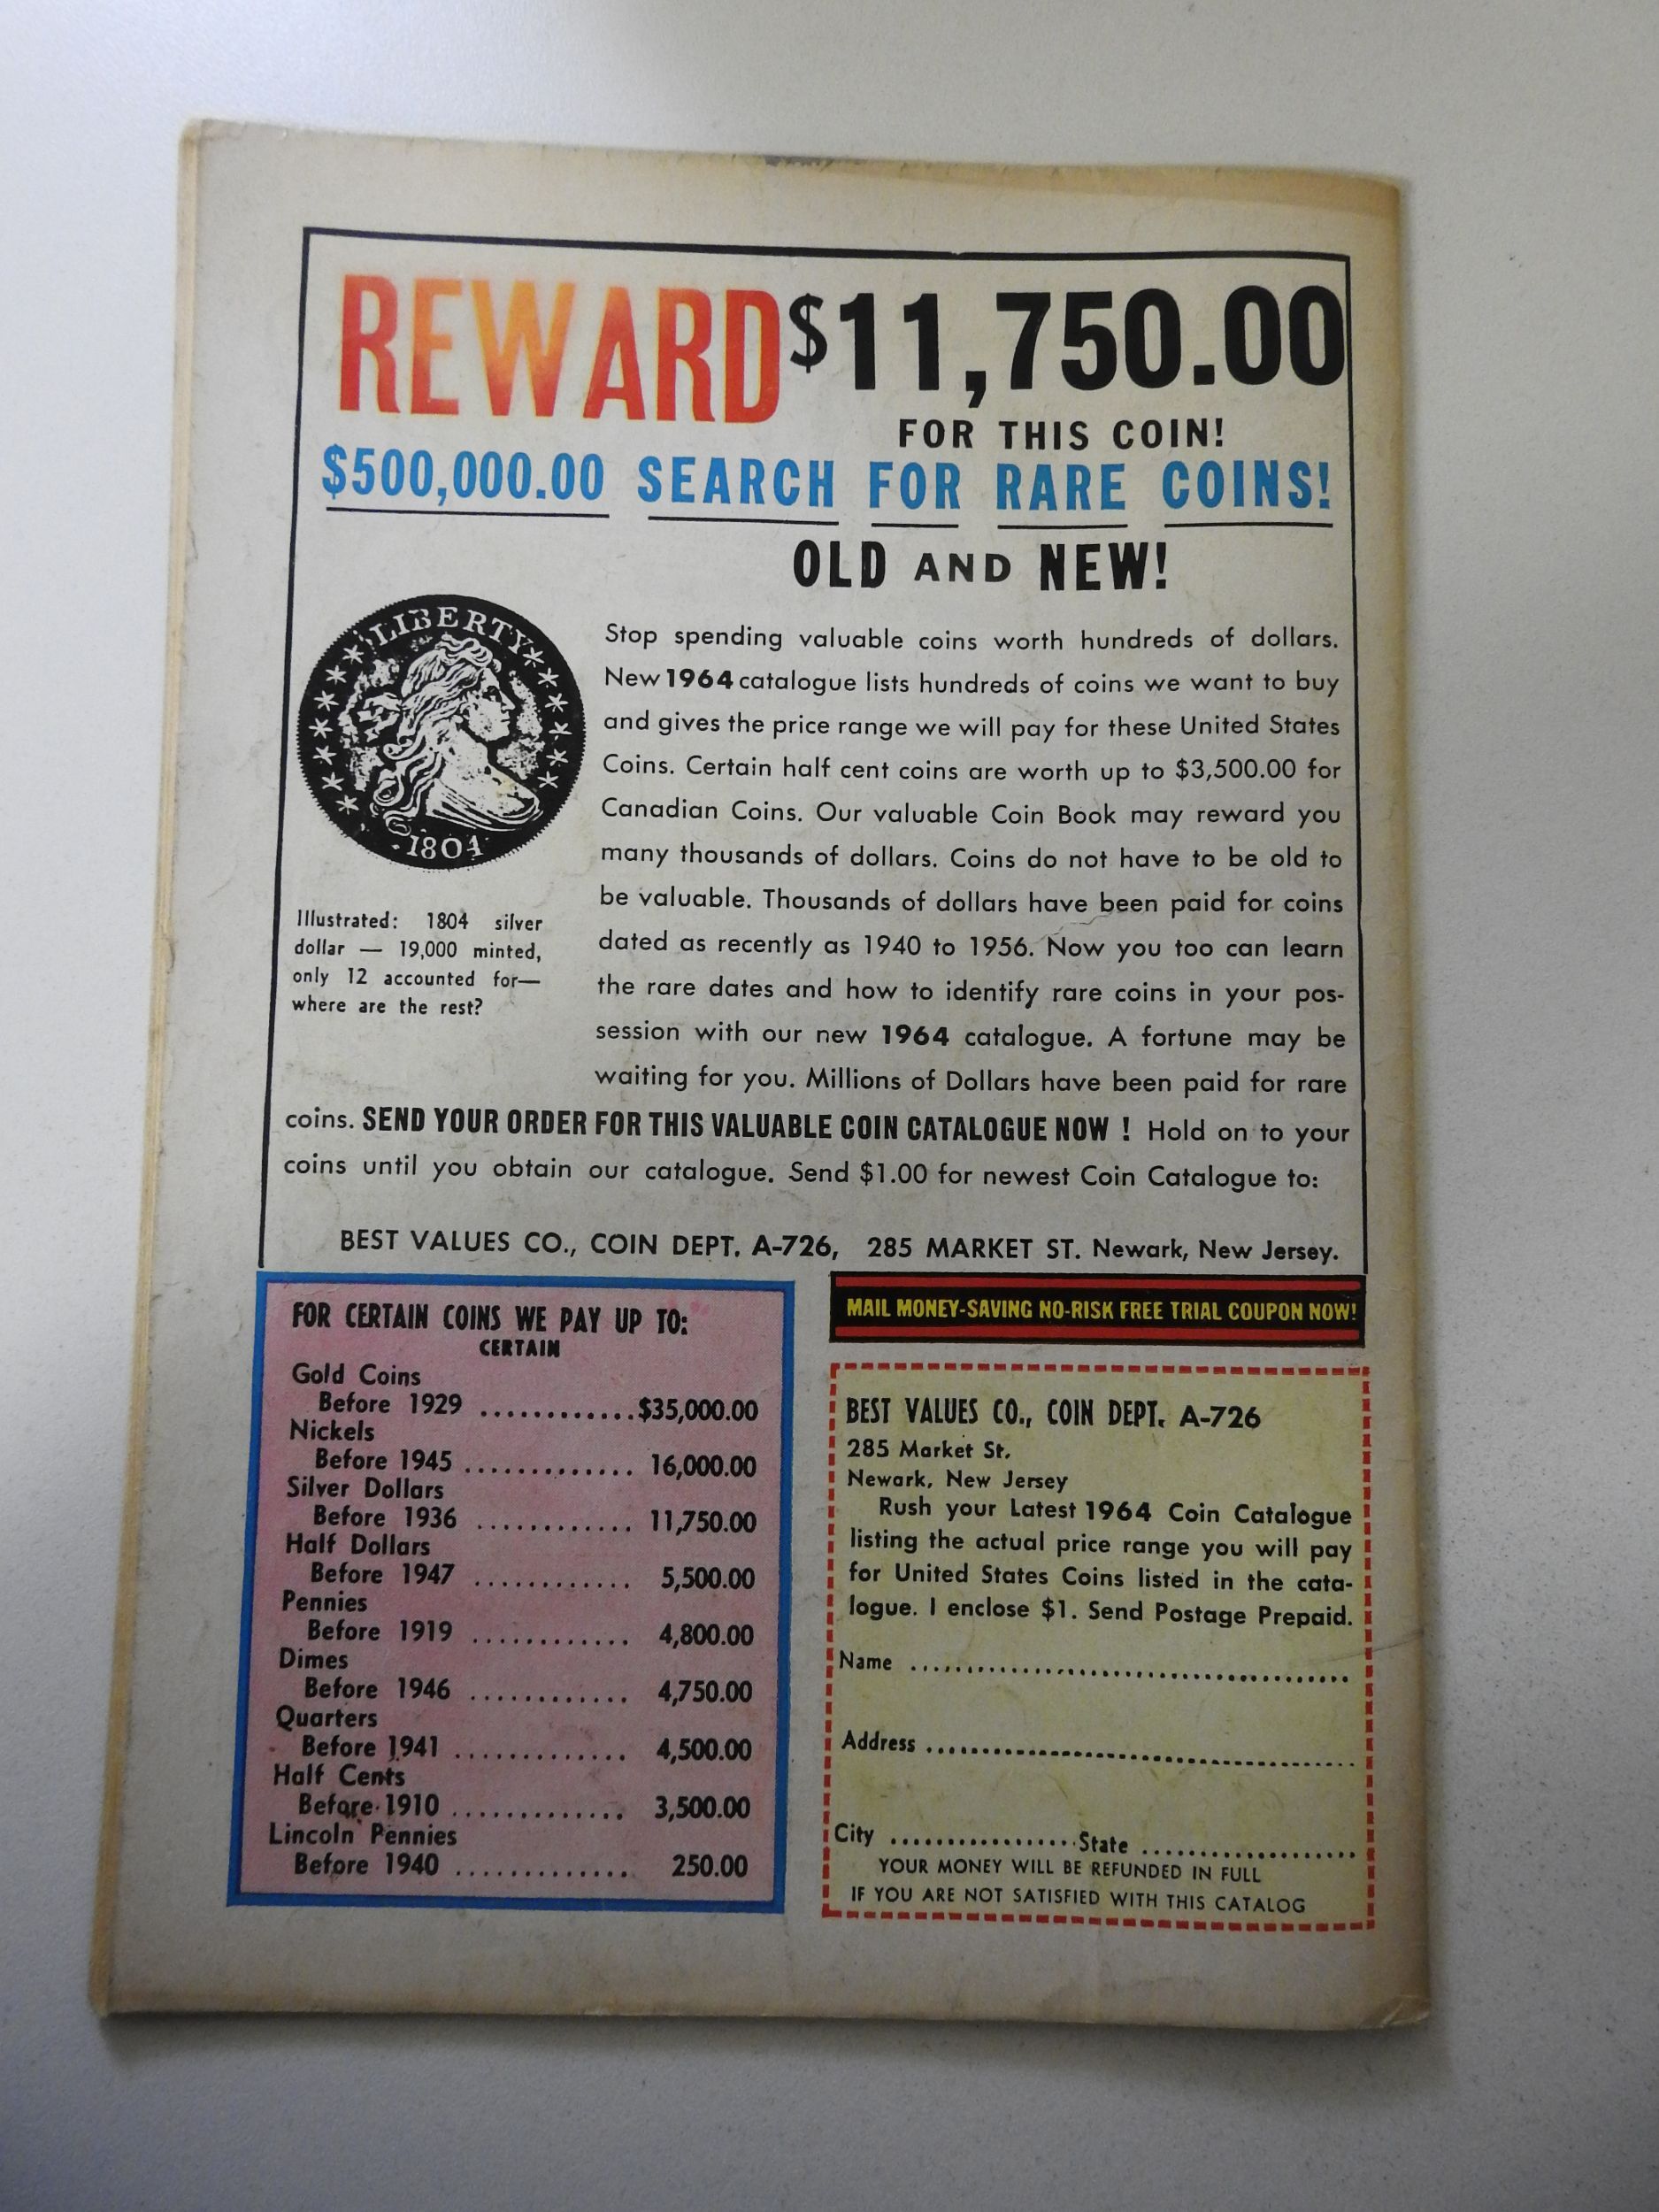 REWARD $11,750.00
FOR THIS COIN!
$500,000.00 SEARCH FOR RARE COINS!
OLD AND NEW!
LIBERTY
1804
Illustrated: 1804 silver
dollar — 19,000 minted,
only 12 accounted for—
where are the rest?
Stop spending valuable coins worth hundreds of dollars.
New 1964 catalogue lists hundreds of coins we want to buy
and gives the price range we will pay for these United States
Coins. Certain half cent coins are worth up to $3,500.00 for
Canadian Coins. Our valuable Coin Book may reward you
many thousands of dollars. Coins do not have to be old to
be valuable. Thousands of dollars have been paid for coins
dated as recently as 1940 to 1956. Now you too can learn
the rare dates and how to identify rare coins in your pos-
session with our new 1964 catalogue. A fortune may be
waiting for you. Millions of Dollars have been paid for rare
coins. SEND YOUR ORDER FOR THIS VALUABLE COIN CATALOGUE NOW ! Hold on to your
coins until you obtain our catalogue. Send $1.00 for newest Coin Catalogue to:
BEST VALUES CO., COIN DEPT. A-726, 285 MARKET ST. Newark, New Jersey.
FOR CERTAIN COINS WE PAY UP TO:
CERTAIN
Gold Coins
Before 1929 ............$35,000.00
Nickels
Before 1945 ............. 16,000.00
Silver Dollars
Before 1936 ............ 11,750.00
Half Dollars
Before 1947 ............ 5,500.00
Pennies
Before 1919 ............ 4,800.00
Dimes
Before 1946 ............ 4,750.00
Quarters
Before 1941 ............. 4,500.00
Half Cents
Before 1910 ............. 3,500.00
Lincoln Pennies
Before 1940 ............. 250.00
MAIL MONEY-SAVING NO-RISK FREE TRIAL COUPON NOW!
BEST VALUES CO., COIN DEPT. A-726
285 Market St.
Newark, New Jersey
Rush your Latest 1964 Coin Catalogue
listing the actual price range you will pay
for United States Coins listed in the cata-
logue. I enclose $1. Send Postage Prepaid.
Name ........................................
Address ........................................
City .................State ....................
YOUR MONEY WILL BE REFUNDED IN FULL
IF YOU ARE NOT SATISFIED WITH THIS CATALOG